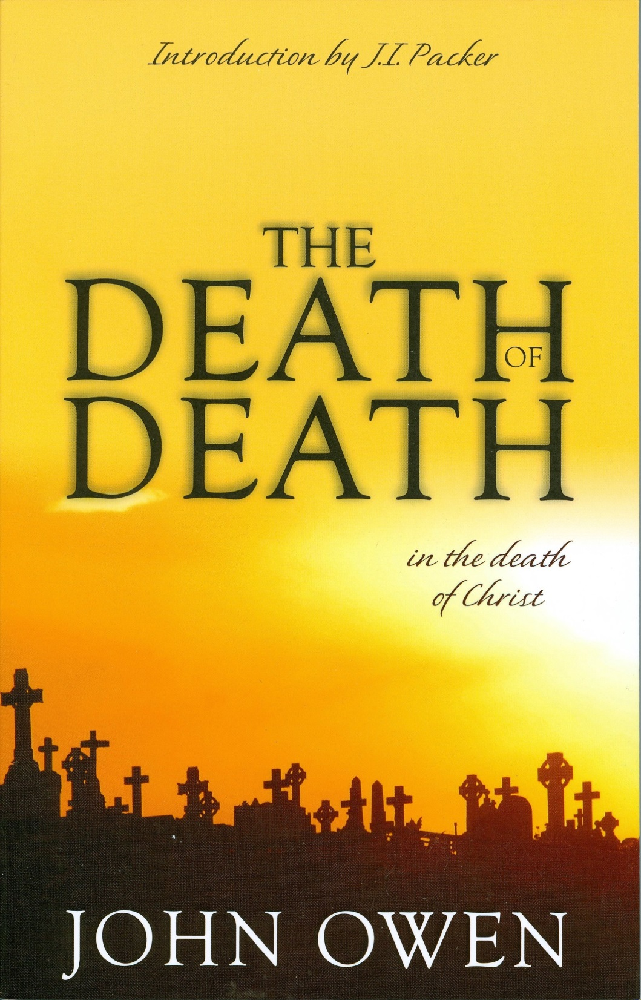 Introduction by J.I. Packer
THE
DEATH
OF
DEATH
in the death
of Christ
JOHN OWEN